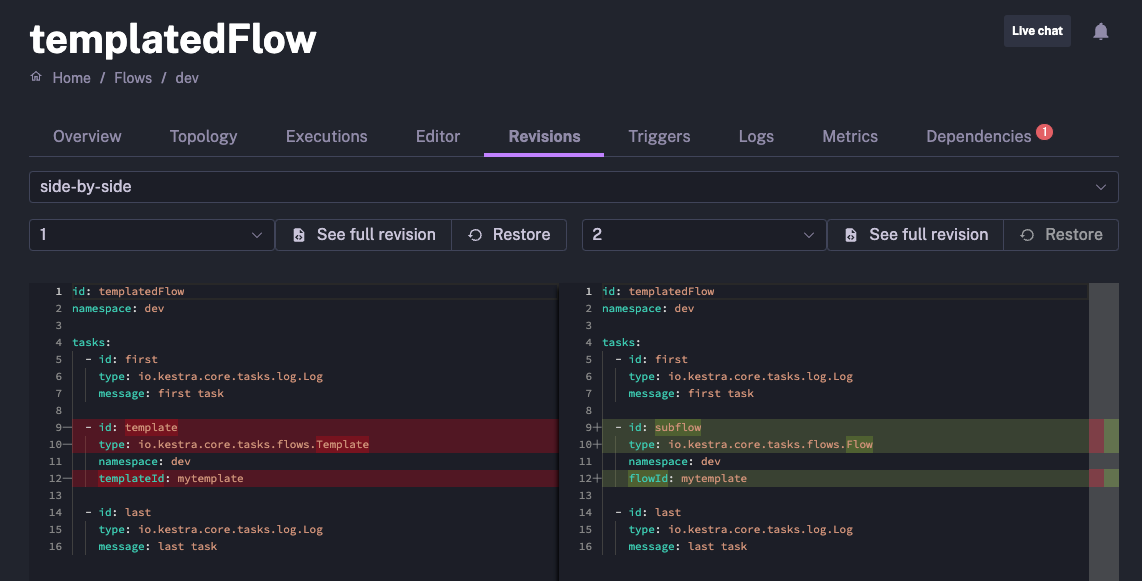 templatedFlow
Live chat
Home / Flows / dev
Overview Topology Executions Editor Revisions Triggers Logs Metrics Dependencies 1
side-by-side
1 See full revision Restore 2 See full revision Restore
1 id: templatedFlow
2 namespace: dev
3
4 tasks:
5 - id: first
6 type: io.kestra.core.tasks.log.Log
7 message: first task
8
9— - id: template
10— type: io.kestra.core.tasks.flows.Template
11 namespace: dev
12— templateId: mytemplate
13
14 - id: last
15 type: io.kestra.core.tasks.log.Log
16 message: last task
1 id: templatedFlow
2 namespace: dev
3
4 tasks:
5 - id: first
6 type: io.kestra.core.tasks.log.Log
7 message: first task
8
9+ - id: subflow
10+ type: io.kestra.core.tasks.flows.Flow
11 namespace: dev
12+ flowId: mytemplate
13
14 - id: last
15 type: io.kestra.core.tasks.log.Log
16 message: last task